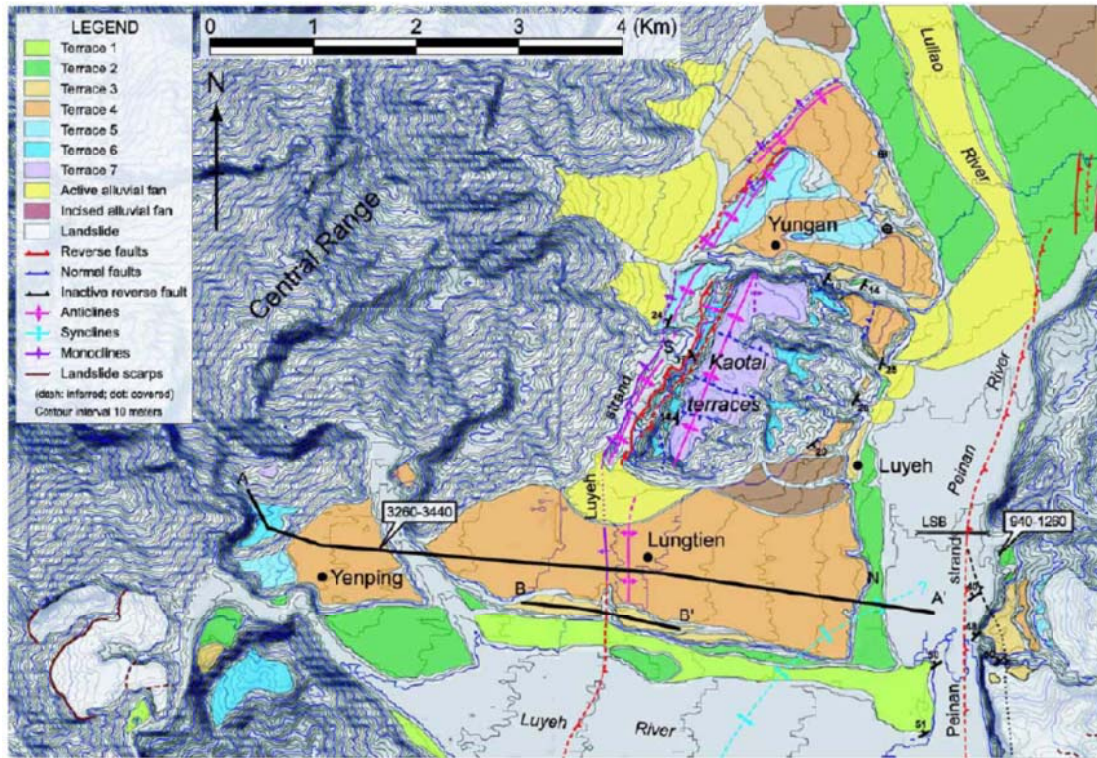 LEGEND
Terrace 1
Terrace 2
Terrace 3
Terrace 4
Terrace 5
Terrace 6
Terrace 7
Active alluvial fan
Incised alluvial fan
Landslide
Reverse faults
Normal faults
Inactive reverse fault
Anticlines
Synclines
Monoclines
Landslide scarps
(dash: inferred; dot: covered)
Contour interval 10 meters
0 1 2 3 4 (Km)
N
Central Range
Luliao
River
Yungan
14
24
Kaotai
terraces
strand
28
20
Luyeh
Luyeh
Peinan
River
A
3260-3440
LSB
940-1260
strand
Lungtien
Yenping
B
B'
N
A'
?
48
51
Luyeh
River
Peinan